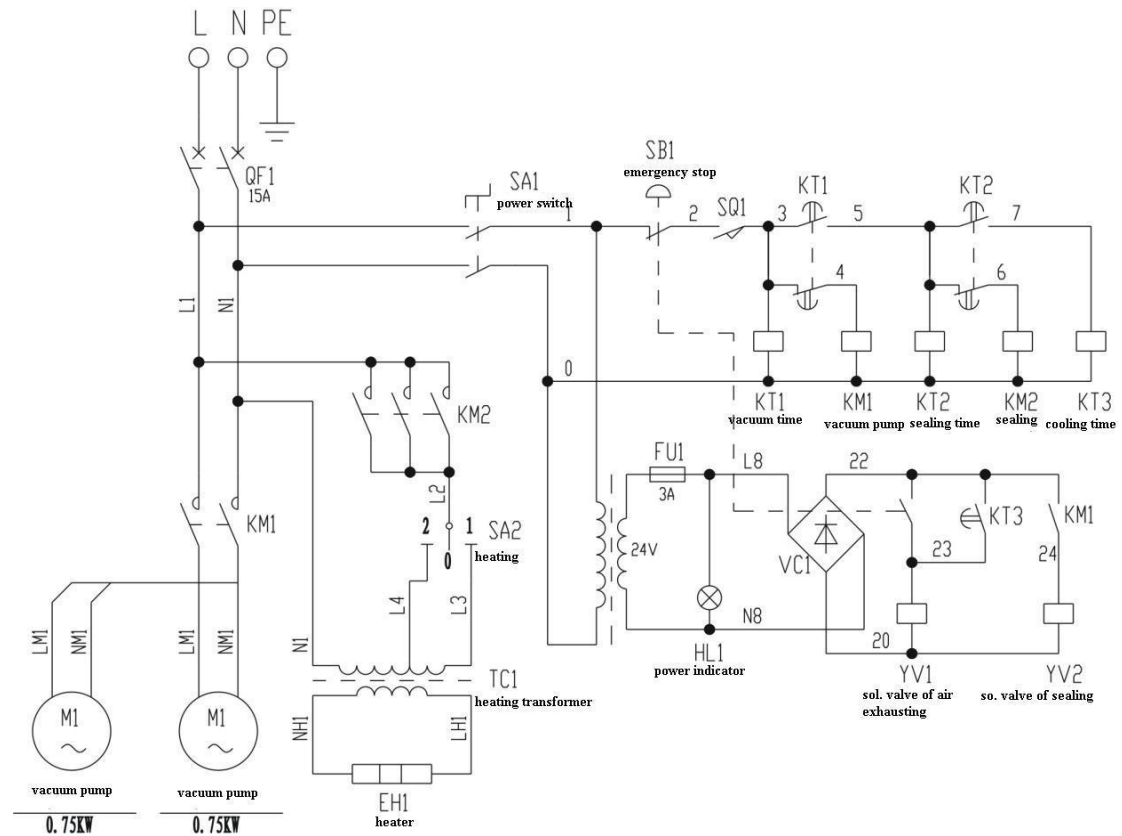 L N PE
QF1
15A
SA1
power switch
1
SB1
emergency stop
2
SQ1
3
KT1
5
KT2
7
4
6
L1
N1
0
KT1
vacuum time
KM1
vacuum pump
KT2
sealing time
KM2
sealing
KT3
cooling time
KM2
L2
2
1
0
SA2
heating
KM1
FU1
3A
L8
22
24V
VC1
KT3
KM1
23
24
N8
20
HL1
power indicator
YV1
sol. valve of air
exhausting
YV2
so. valve of sealing
LM1
NM1
LM1
NM1
N1
L4
L3
TC1
heating transformer
NH1
LH1
M1
M1
EH1
heater
vacuum pump
vacuum pump
0.75KW
0.75KW